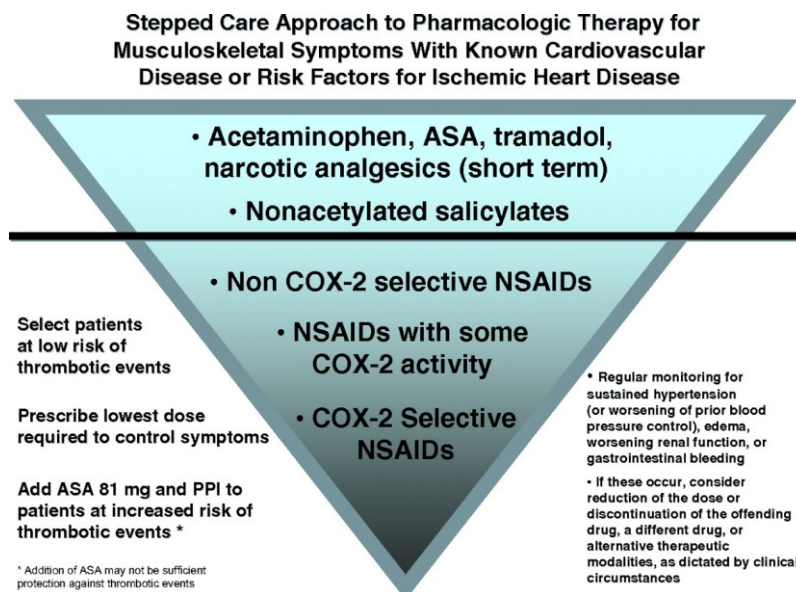 Stepped Care Approach to Pharmacologic Therapy for
Musculoskeletal Symptoms With Known Cardiovascular
Disease or Risk Factors for Ischemic Heart Disease
• Acetaminophen, ASA, tramadol,
narcotic analgesics (short term)
• Nonacetylated salicylates
• Non COX-2 selective NSAIDs
• NSAIDs with some
COX-2 activity
• COX-2 Selective
NSAIDs
Select patients
at low risk of
thrombotic events
Prescribe lowest dose
required to control symptoms
Add ASA 81 mg and PPI to
patients at increased risk of
thrombotic events *
* Addition of ASA may not be sufficient
protection against thrombotic events
• Regular monitoring for
sustained hypertension
(or worsening of prior blood
pressure control), edema,
worsening renal function, or
gastrointestinal bleeding
• If these occur, consider
reduction of the dose or
discontinuation of the offending
drug, a different drug, or
alternative therapeutic
modalities, as dictated by clinical
circumstances